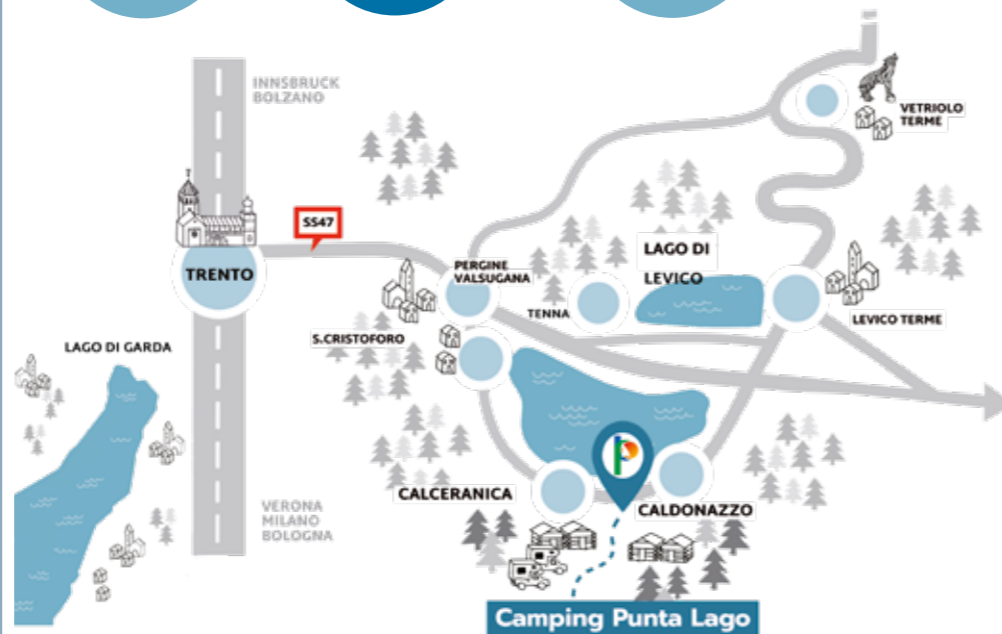 INNSBRUCK
BOLZANO
VETRIOLO
TERME
SS47
LAGO DI
LEVICO
TRENTO
PERGINE
VALSUGANA
TENNA
LEVICO TERME
S.CRISTOFORO
LAGO DI GARDA
CALCERANICA
CALDONAZZO
VERONA
MILANO
BOLOGNA
Camping Punta Lago